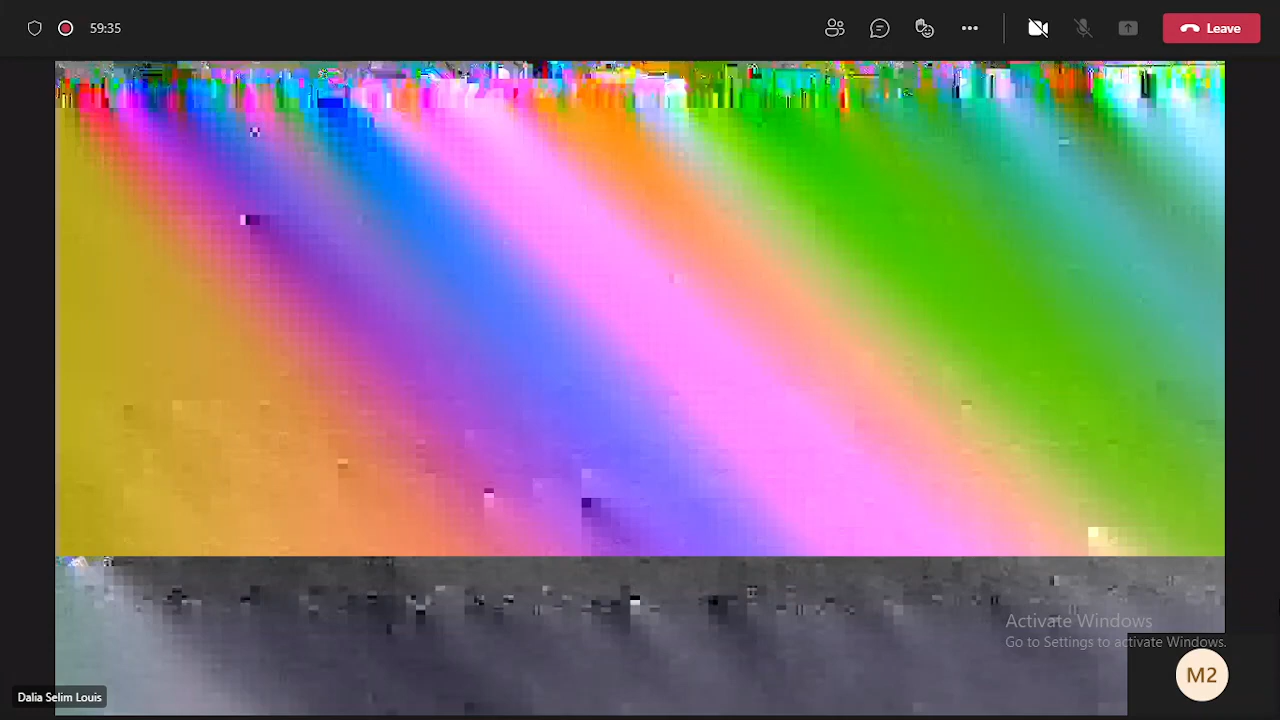 59:35
Leave
Activate Windows
Go to Settings to activate Windows.
M2
Dalia Selim Louis